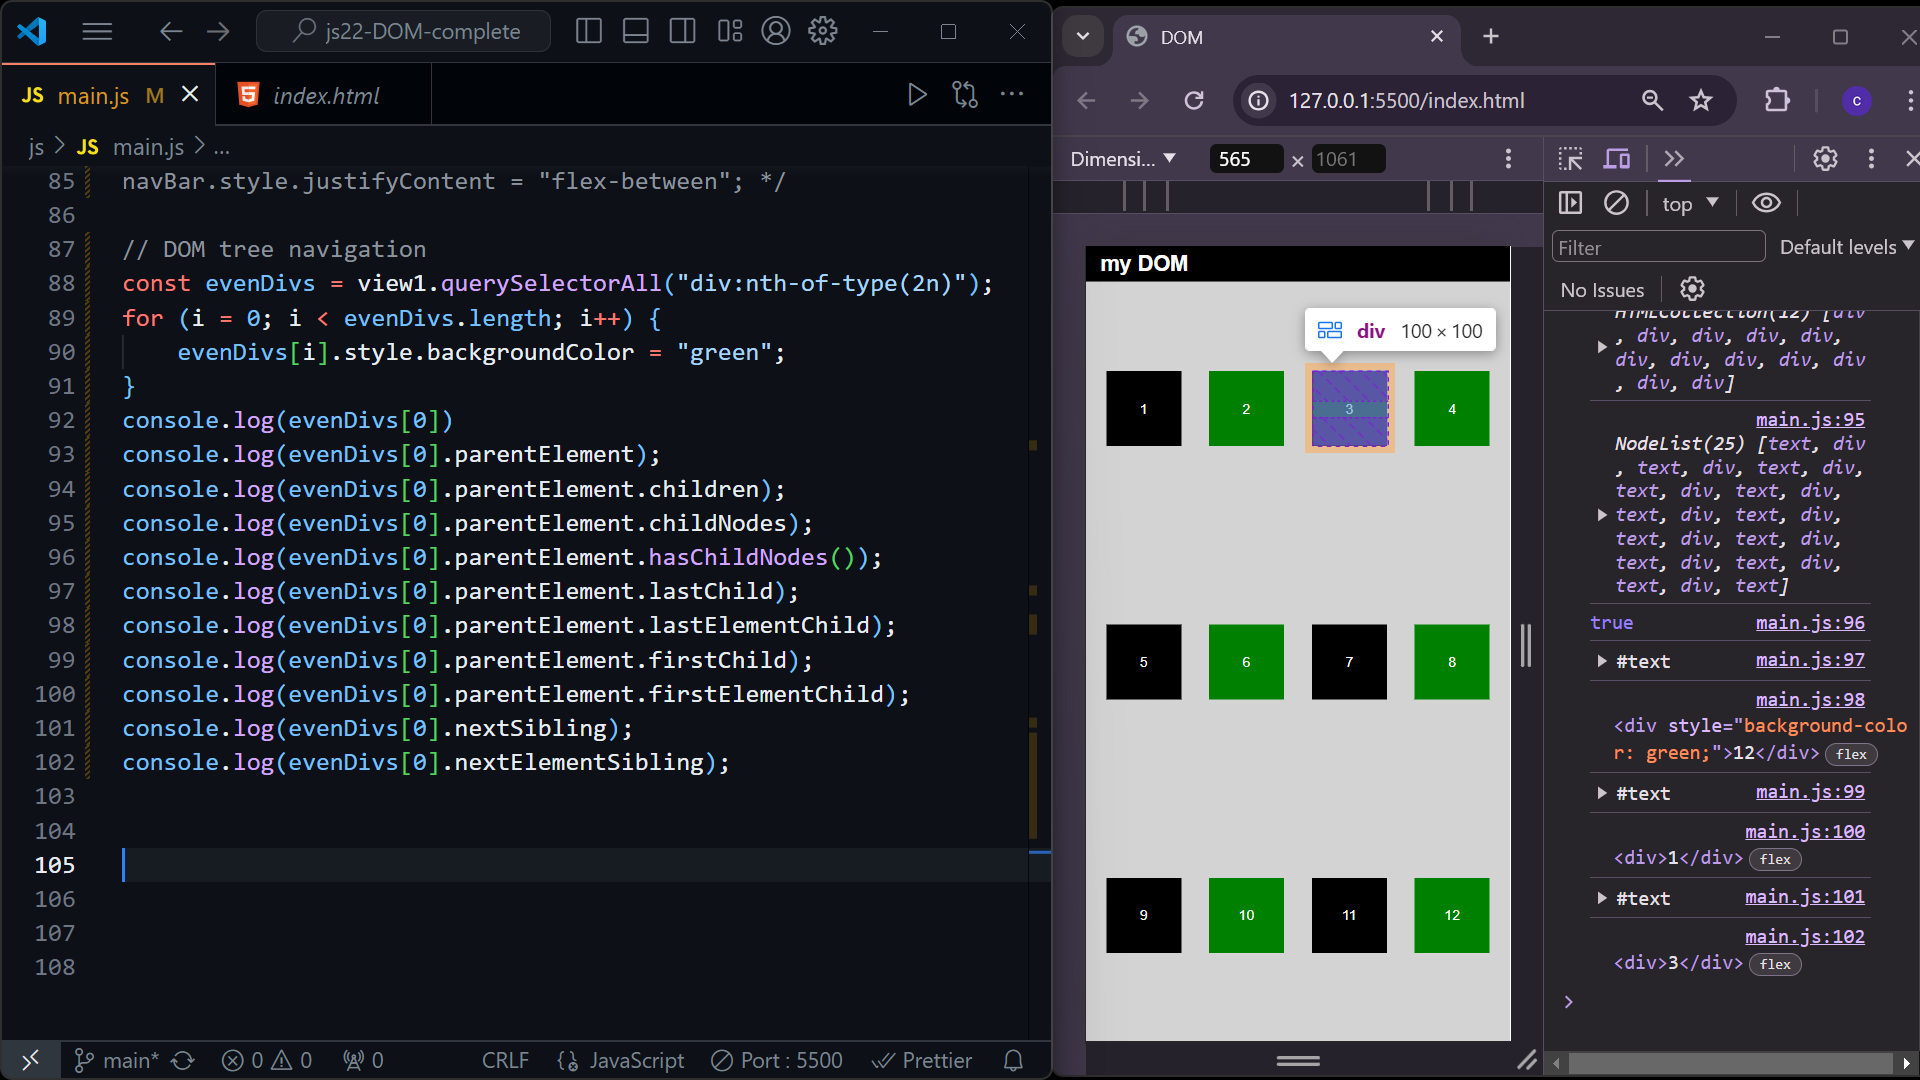 js22-DOM-complete
JS main.js M
index.html
js > JS main.js > ...
85 navBar.style.justifyContent = "flex-between"; */
86
87 // DOM tree navigation
88 const evenDivs = view1.querySelectorAll("div:nth-of-type(2n)");
89 for (i = 0; i < evenDivs.length; i++) {
90 evenDivs[i].style.backgroundColor = "green";
91 }
92 console.log(evenDivs[0])
93 console.log(evenDivs[0].parentElement);
94 console.log(evenDivs[0].parentElement.children);
95 console.log(evenDivs[0].parentElement.childNodes);
96 console.log(evenDivs[0].parentElement.hasChildNodes());
97 console.log(evenDivs[0].parentElement.lastChild);
98 console.log(evenDivs[0].parentElement.lastElementChild);
99 console.log(evenDivs[0].parentElement.firstChild);
100 console.log(evenDivs[0].parentElement.firstElementChild);
101 console.log(evenDivs[0].nextSibling);
102 console.log(evenDivs[0].nextElementSibling);
103
104
105
106
107
108
main* 0 0 0 CRLF {} JavaScript Port : 5500 Prettier
DOM
127.0.0.1:5500/index.html
c
Dimensi... 565 × 1061
my DOM
div 100 × 100
1 2 3 4
5 6 7 8
9 10 11 12
top
Filter
Default levels
No Issues
HTMLCollection(12) [div
, div, div, div, div,
div, div, div, div, div
, div, div]
main.js:95
NodeList(25) [text, div
, text, div, text, div,
text, div, text, div,
text, div, text, div,
text, div, text, div,
text, div, text, div,
text, div, text]
true main.js:96
#text main.js:97
main.js:98
<div style="background-colo
r: green;">12</div> flex
#text main.js:99
main.js:100
<div>1</div> flex
#text main.js:101
main.js:102
<div>3</div> flex